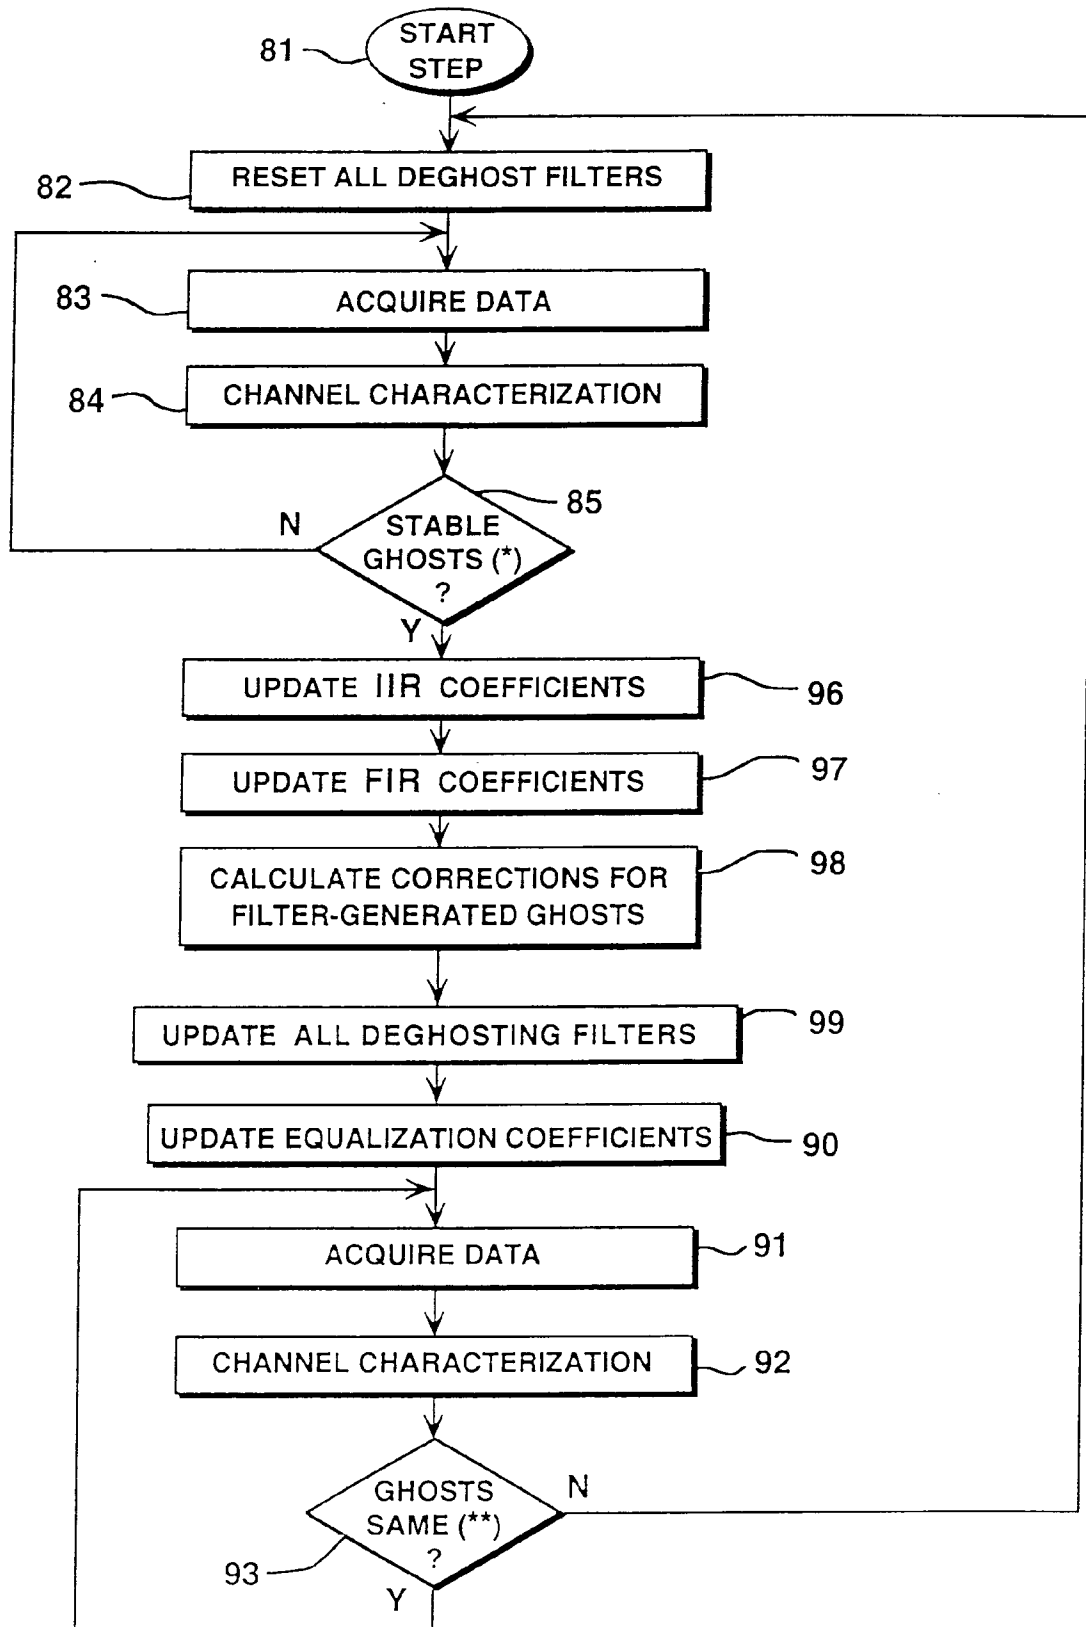 81
START
STEP
82
RESET ALL DEGHOST FILTERS
83
ACQUIRE DATA
84
CHANNEL CHARACTERIZATION
85
N
STABLE
GHOSTS (*)
?
Y
UPDATE IIR COEFFICIENTS
96
UPDATE FIR COEFFICIENTS
97
CALCULATE CORRECTIONS FOR
FILTER-GENERATED GHOSTS
98
UPDATE ALL DEGHOSTING FILTERS
99
UPDATE EQUALIZATION COEFFICIENTS
90
ACQUIRE DATA
91
CHANNEL CHARACTERIZATION
92
GHOSTS
SAME (**)
?
N
93
Y